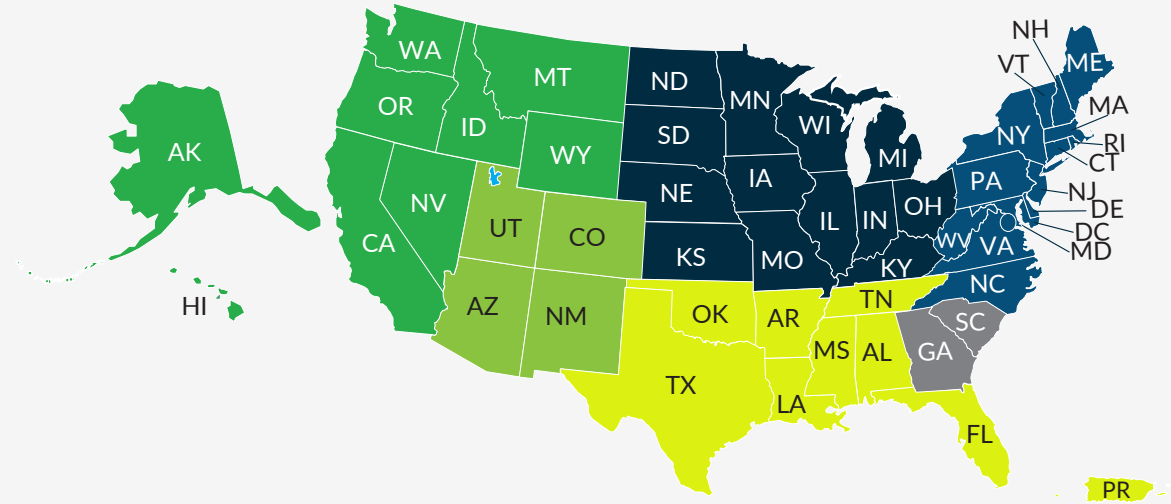 NH
WA
VT
ME
MT
ND
MN
OR
MA
ID
WI
SD
NY
RI
AK
WY
MI
CT
IA
PA
NE
NJ
NV
OH
DE
UT
CO
IL
IN
DC
CA
WV
VA
MD
KS
MO
KY
NC
HI
AZ
NM
OK
AR
TN
SC
MS
AL
GA
TX
LA
FL
PR